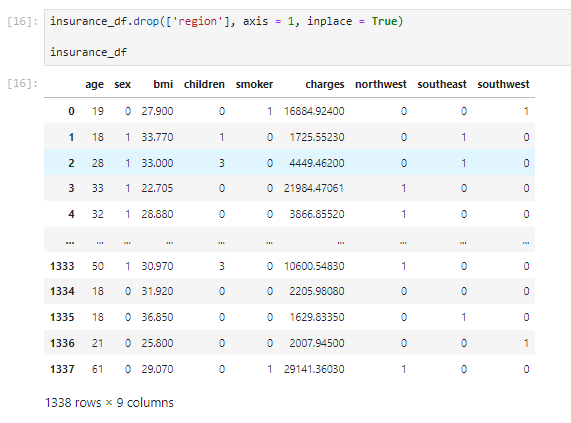 [16]: insurance_df.drop(['region'], axis = 1, inplace = True)
insurance_df
[16]: age sex bmi children smoker charges northwest southeast southwest
0 19 0 27.900 0 1 16884.92400 0 0 1
1 18 1 33.770 1 0 1725.55230 0 1 0
2 28 1 33.000 3 0 4449.46200 0 1 0
3 33 1 22.705 0 0 21984.47061 1 0 0
4 32 1 28.880 0 0 3866.85520 1 0 0
... ... ... ... ... ... ... ... ... ...
1333 50 1 30.970 3 0 10600.54830 1 0 0
1334 18 0 31.920 0 0 2205.98080 0 0 0
1335 18 0 36.850 0 0 1629.83350 0 1 0
1336 21 0 25.800 0 0 2007.94500 0 0 1
1337 61 0 29.070 0 1 29141.36030 1 0 0
1338 rows × 9 columns